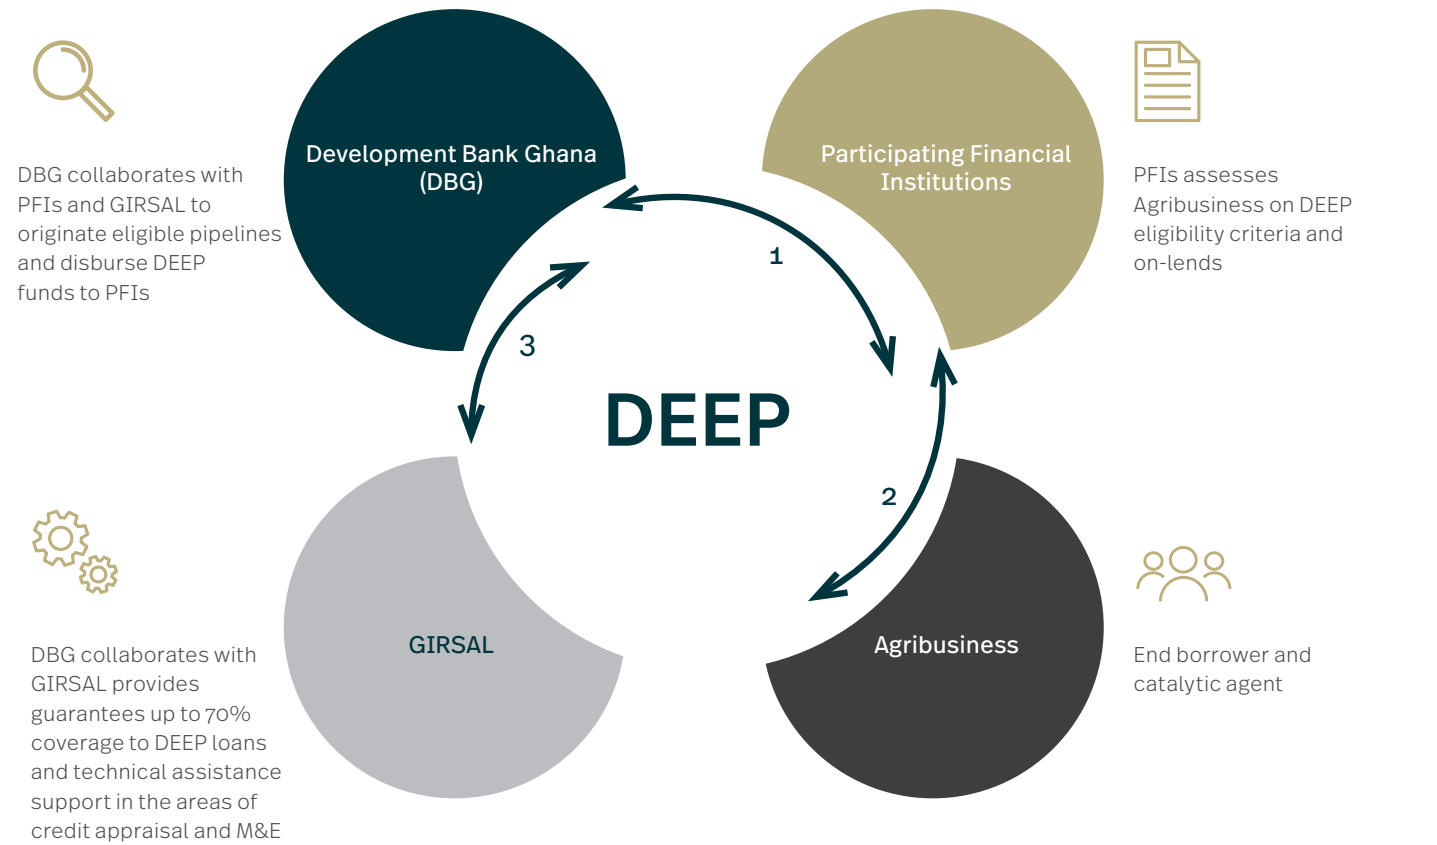 Development Bank Ghana
(DBG)
Participating Financial
Institutions
DBG collaborates with
PFIs and GIRSAL to
originate eligible pipelines
and disburse DEEP
funds to PFIs
PFIs assesses
Agribusiness on DEEP
eligibility criteria and
on-lends
1
3
DEEP
2
GIRSAL
Agribusiness
DBG collaborates with
GIRSAL provides
guarantees up to 70%
coverage to DEEP loans
and technical assistance
support in the areas of
credit appraisal and M&E
End borrower and
catalytic agent